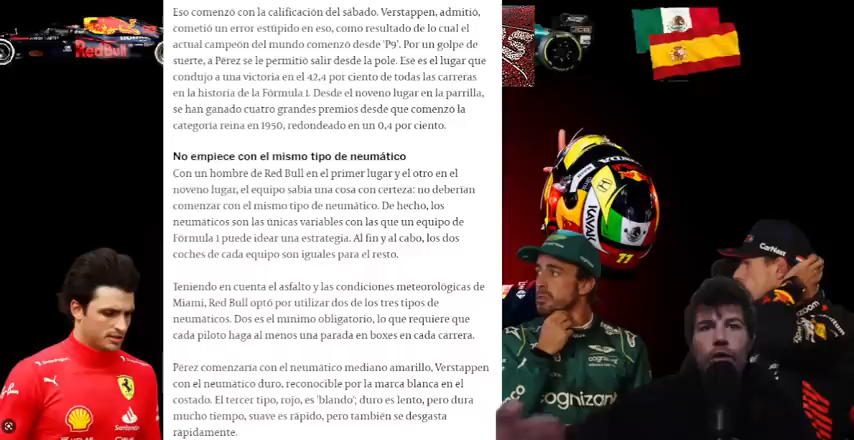 Eso comenzó con la calificación del sábado. Verstappen, admitió,
cometió un error estúpido en eso, como resultado de lo cual el
actual campeón del mundo comenzó desde 'P9'. Por un golpe de
suerte, a Pérez se le permitió salir desde la pole. Ese es el lugar que
condujo a una victoria en el 42,4 por ciento de todas las carreras
en la historia de la Fórmula 1. Desde el noveno lugar en la parrilla,
se han ganado cuatro grandes premios desde que comenzó la
categoría reina en 1950, redondeado en un 0,4 por ciento.
No empiece con el mismo tipo de neumático
Con un hombre de Red Bull en el primer lugar y el otro en el
noveno lugar, el equipo sabía una cosa con certeza: no deberían
comenzar con el mismo tipo de neumático. De hecho, los
neumáticos son las únicas variables con las que un equipo de
Fórmula 1 puede idear una estrategia. Al fin y al cabo, los dos
coches de cada equipo son iguales para el resto.
Teniendo en cuenta el asfalto y las condiciones meteorológicas de
Miami, Red Bull optó por utilizar dos de los tres tipos de
neumáticos. Dos es el mínimo obligatorio, lo que requiere que
cada piloto haga al menos una parada en boxes en cada carrera.
Pérez comenzaría con el neumático mediano amarillo, Verstappen
con el neumático duro, reconocible por la marca blanca en el
costado. El tercer tipo, rojo, es 'blando'; duro es lento, pero dura
mucho tiempo, suave es rápido, pero también se desgasta
rápidamente.
RedBull
HONDA
KAVAK
11
CarNext
cognizant
cognizant
Santander